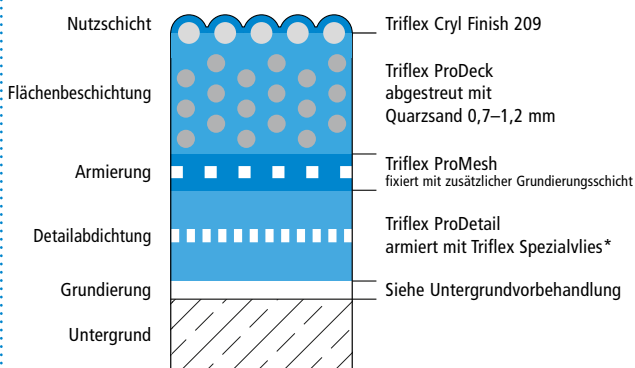 Nutzschicht
Triflex Cryl Finish 209
Flächenbeschichtung
Triflex ProDeck
abgestreut mit
Quarzsand 0,7–1,2 mm
Armierung
Triflex ProMesh
fixiert mit zusätzlicher Grundierungsschicht
Detailabdichtung
Triflex ProDetail
armiert mit Triflex Spezialvlies*
Grundierung
Siehe Untergrundvorbehandlung
Untergrund